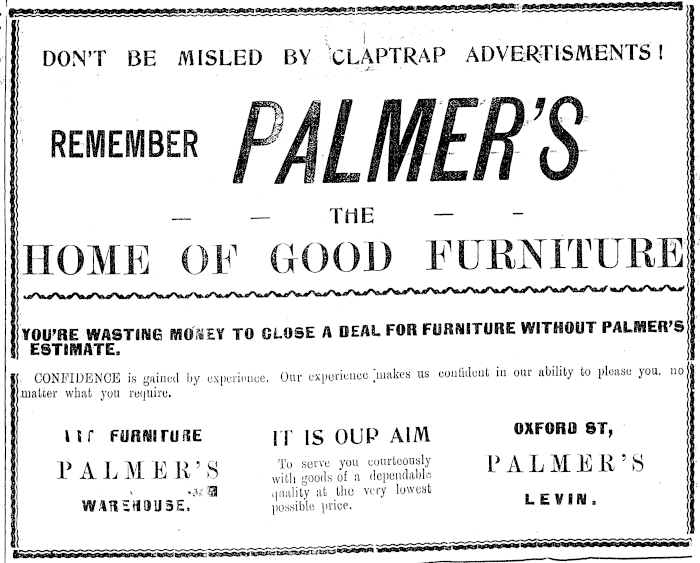 DON'T BE MISLED BY CLAPTRAP ADVERTISMENTS!
REMEMBER PALMER'S
— — THE — –
HOME OF GOOD FURNITURE
YOU'RE WASTING MONEY TO CLOSE A DEAL FOR FURNITURE WITHOUT PALMER'S
ESTIMATE.
CONFIDENCE is gained by experience. Our experience makes us confident in our ability to please you, no
matter what you require.
FURNITURE
PALMER'S
WAREHOUSE.
IT IS OUR AIM
To serve you courteously
with goods of a dependable
quality at the very lowest
possible price.
OXFORD ST,
PALMER'S
LEVIN.